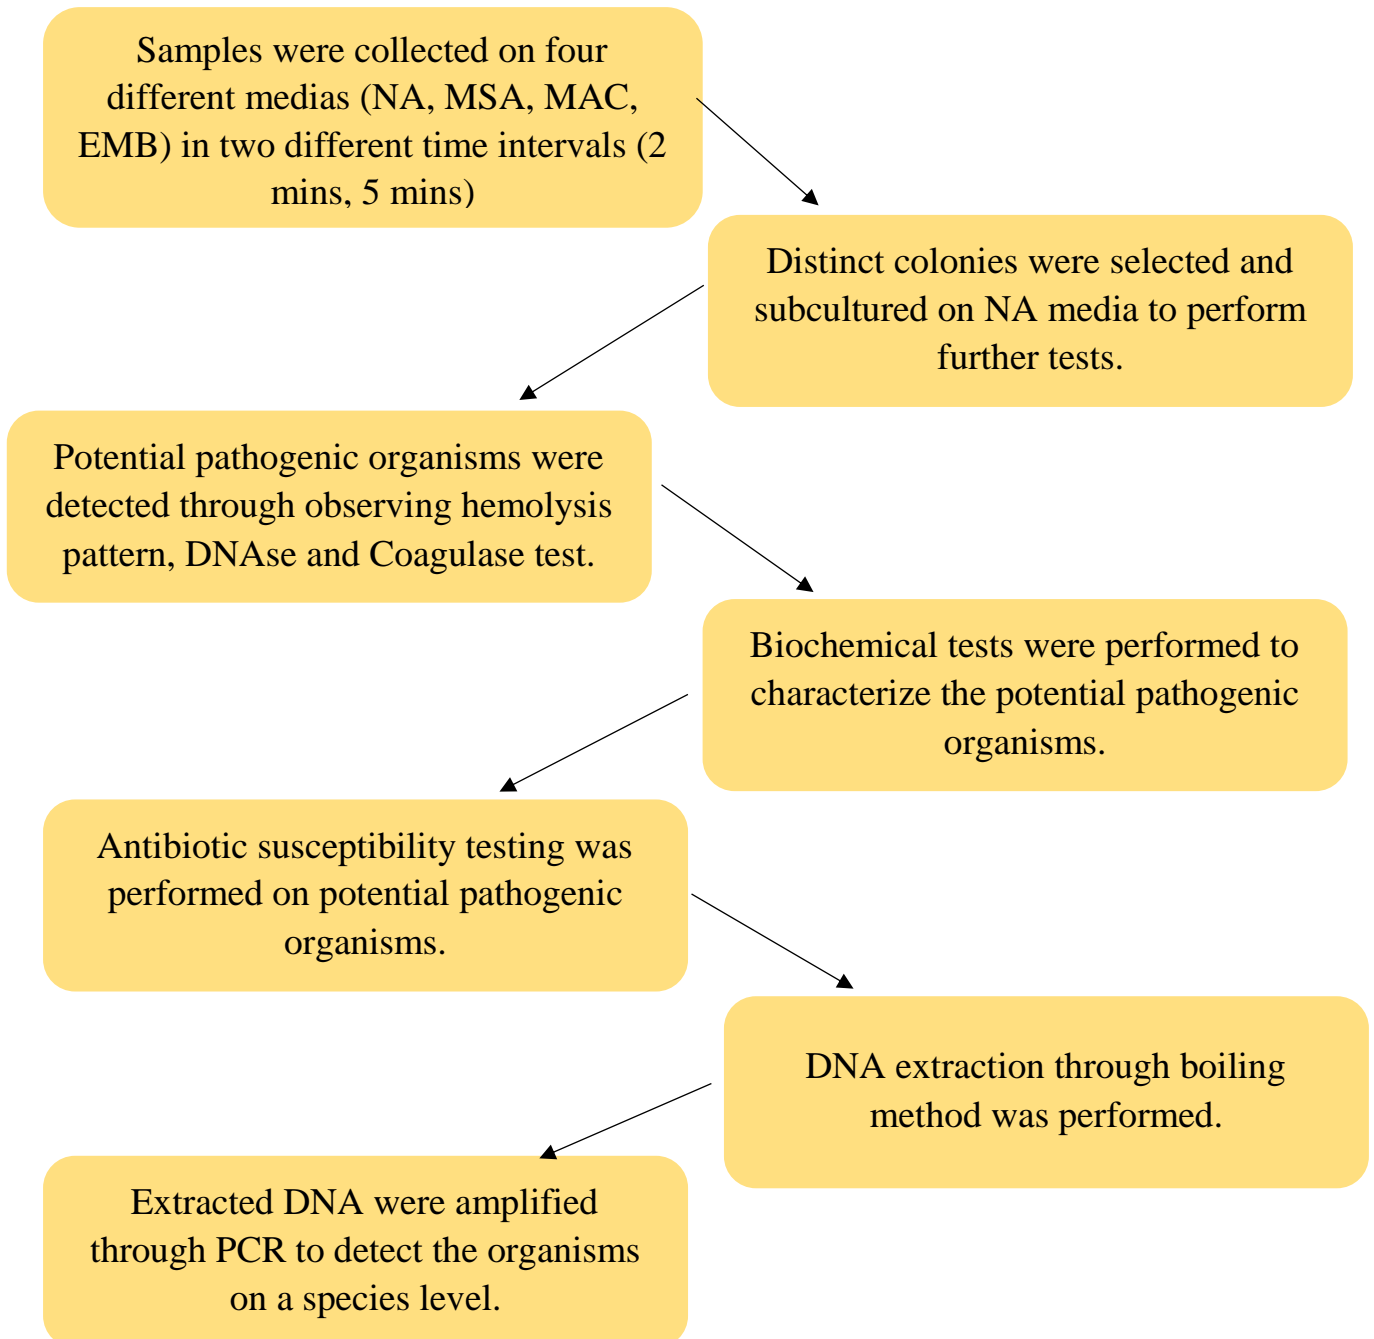 Samples were collected on four
different medias (NA, MSA, MAC,
EMB) in two different time intervals (2
mins, 5 mins)
Distinct colonies were selected and
subcultured on NA media to perform
further tests.
Potential pathogenic organisms were
detected through observing hemolysis
pattern, DNAse and Coagulase test.
Biochemical tests were performed to
characterize the potential pathogenic
organisms.
Antibiotic susceptibility testing was
performed on potential pathogenic
organisms.
DNA extraction through boiling
method was performed.
Extracted DNA were amplified
through PCR to detect the organisms
on a species level.